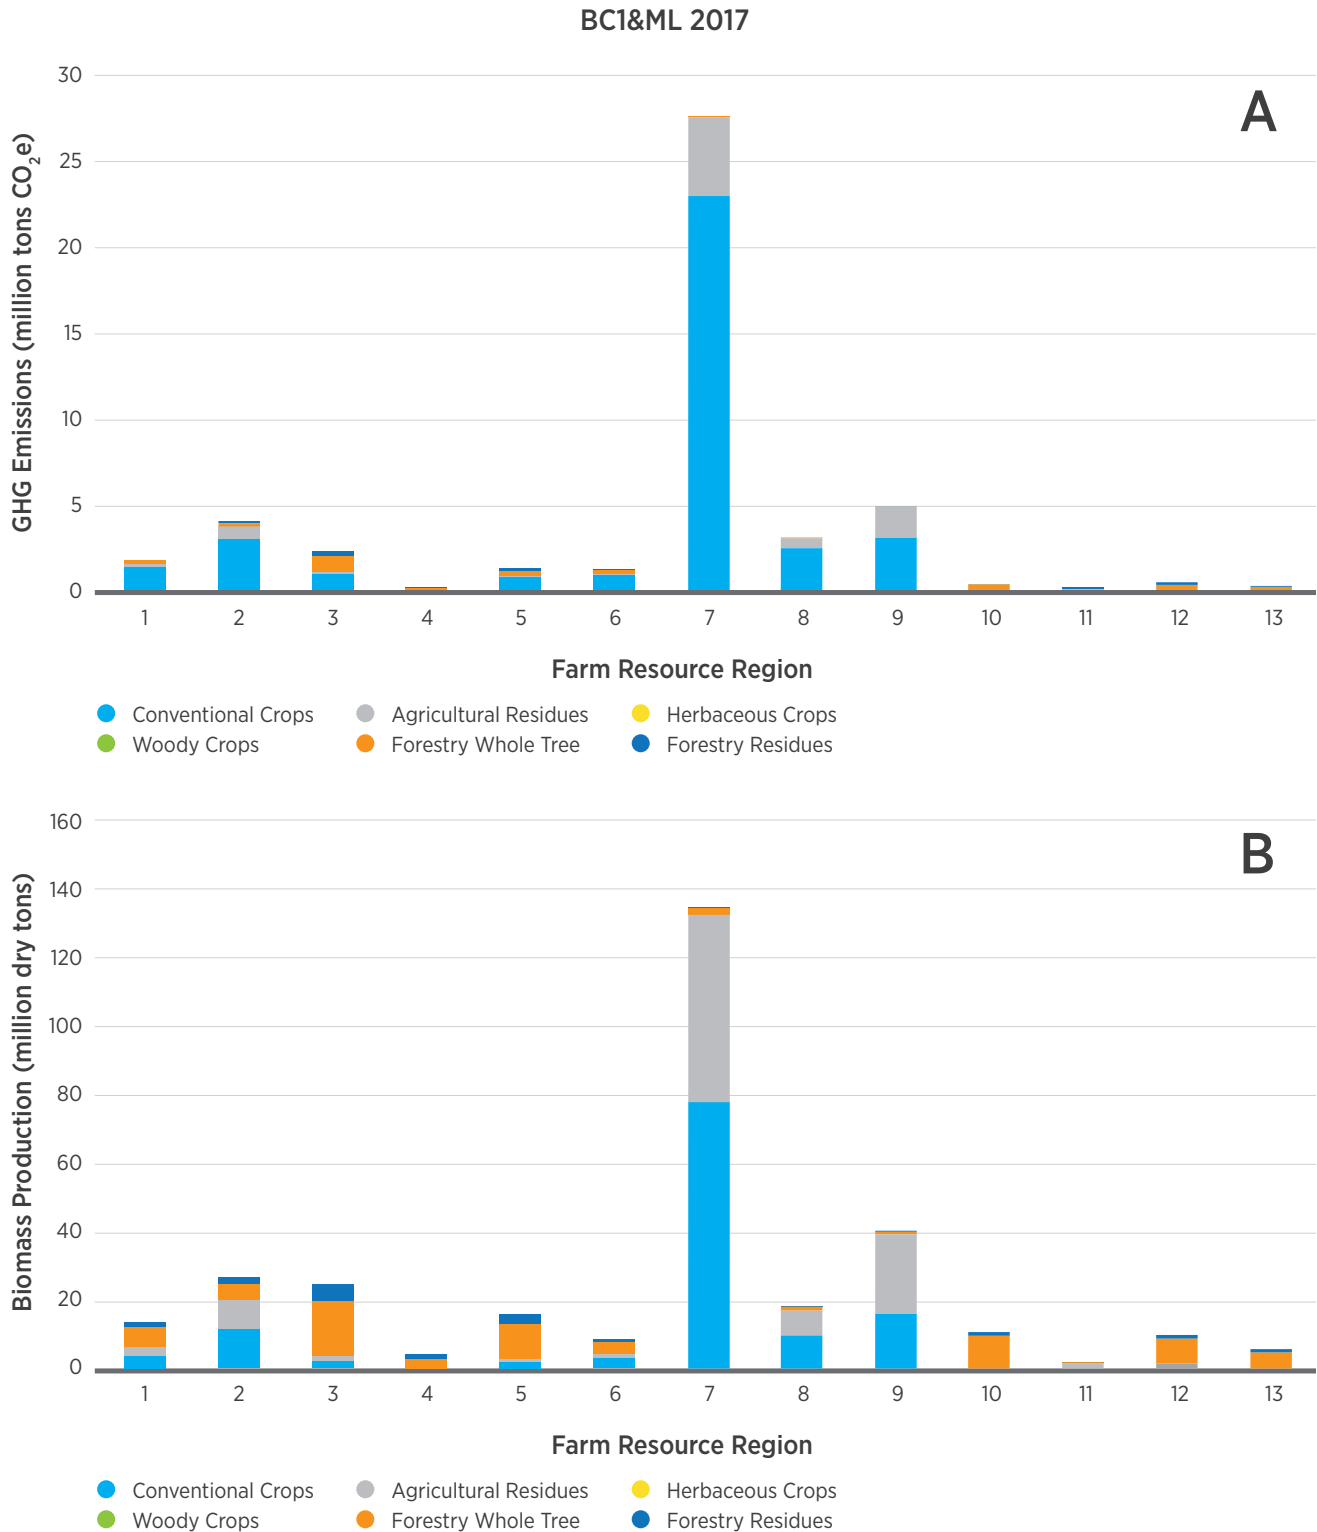 BC1&ML 2017
A
GHG Emissions (million tons CO₂e)
30
25
20
15
10
5
0
1 2 3 4 5 6 7 8 9 10 11 12 13
Farm Resource Region
Conventional Crops Agricultural Residues Herbaceous Crops
Woody Crops Forestry Whole Tree Forestry Residues
B
Biomass Production (million dry tons)
160
140
120
100
80
60
40
20
0
1 2 3 4 5 6 7 8 9 10 11 12 13
Farm Resource Region
Conventional Crops Agricultural Residues Herbaceous Crops
Woody Crops Forestry Whole Tree Forestry Residues